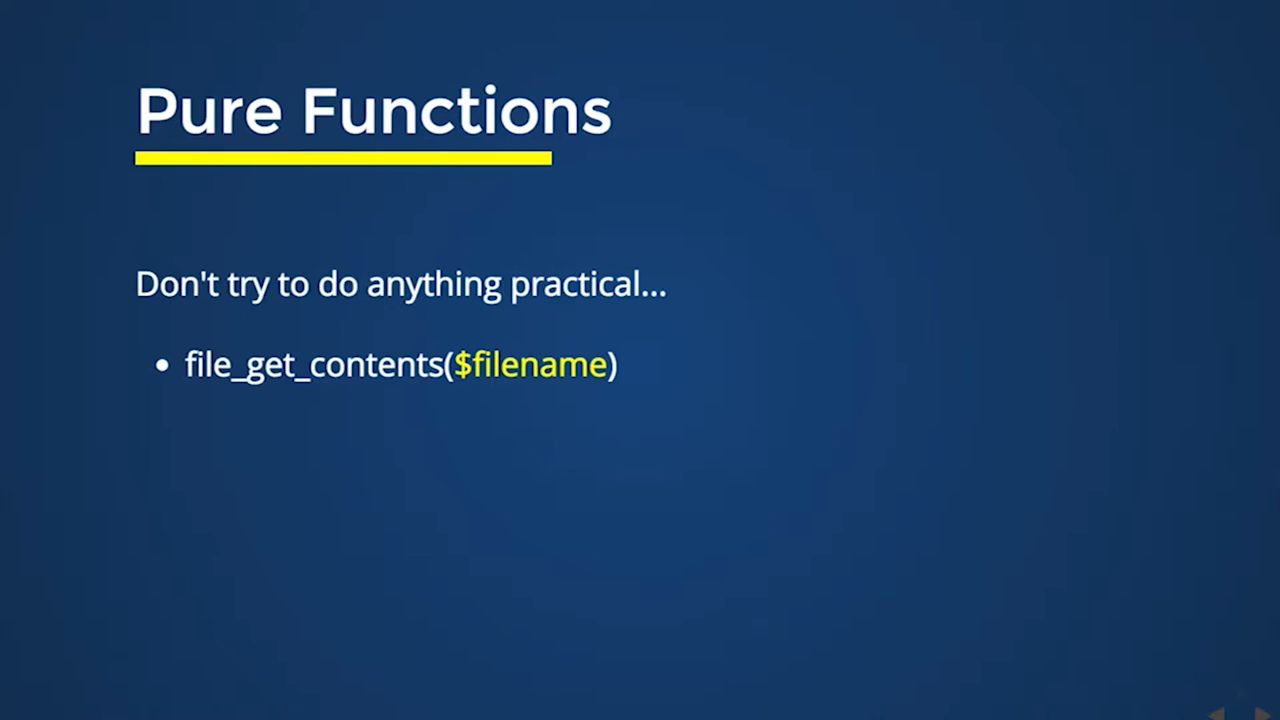 Pure Functions
Don't try to do anything practical...
• file_get_contents($filename)